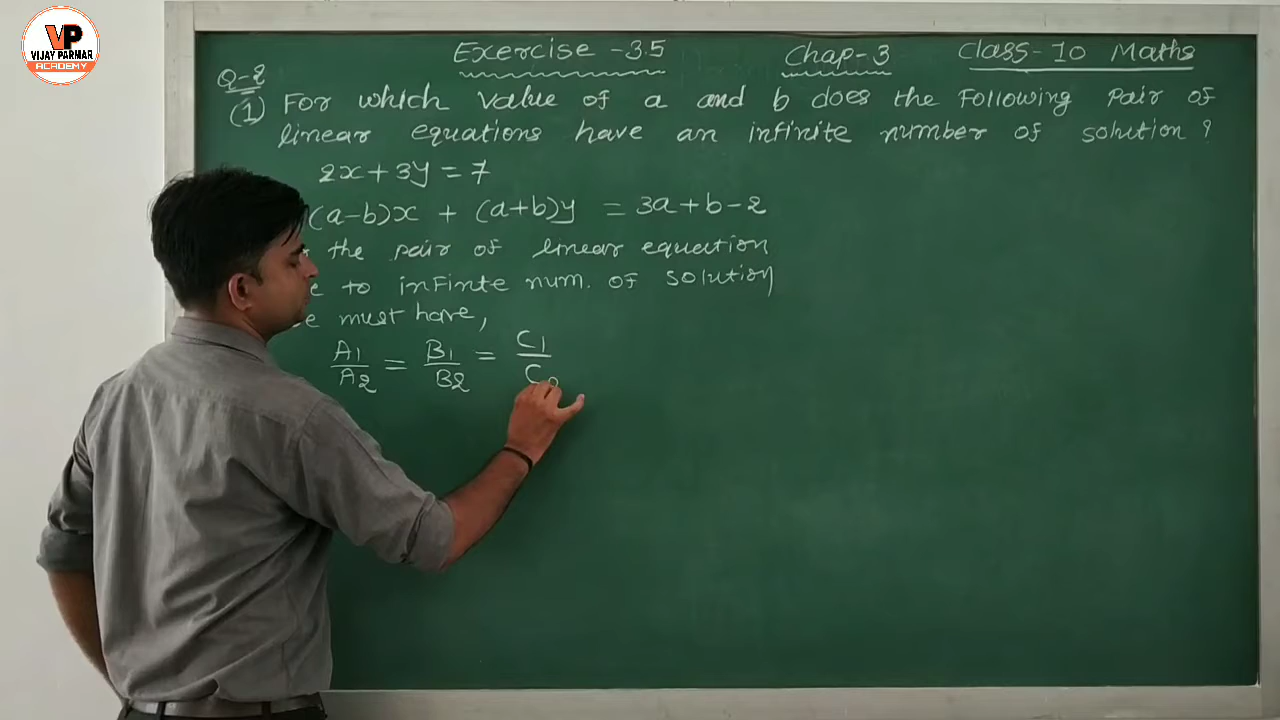 VP
VIJAY PARMAR
ACADEMY
Exercise -3.5 Chap-3 Class-10 Maths
Q-2
(1) For which value of a and b does the Following Pair of
linear equations have an infinite number of solution ?
2x+3y = 7
(a-b)x + (a+b)y = 3a+b-2
the pair of linear equation
to inFinte num. of solution
must have,
A1/A2 = B1/B2 = C1/C2